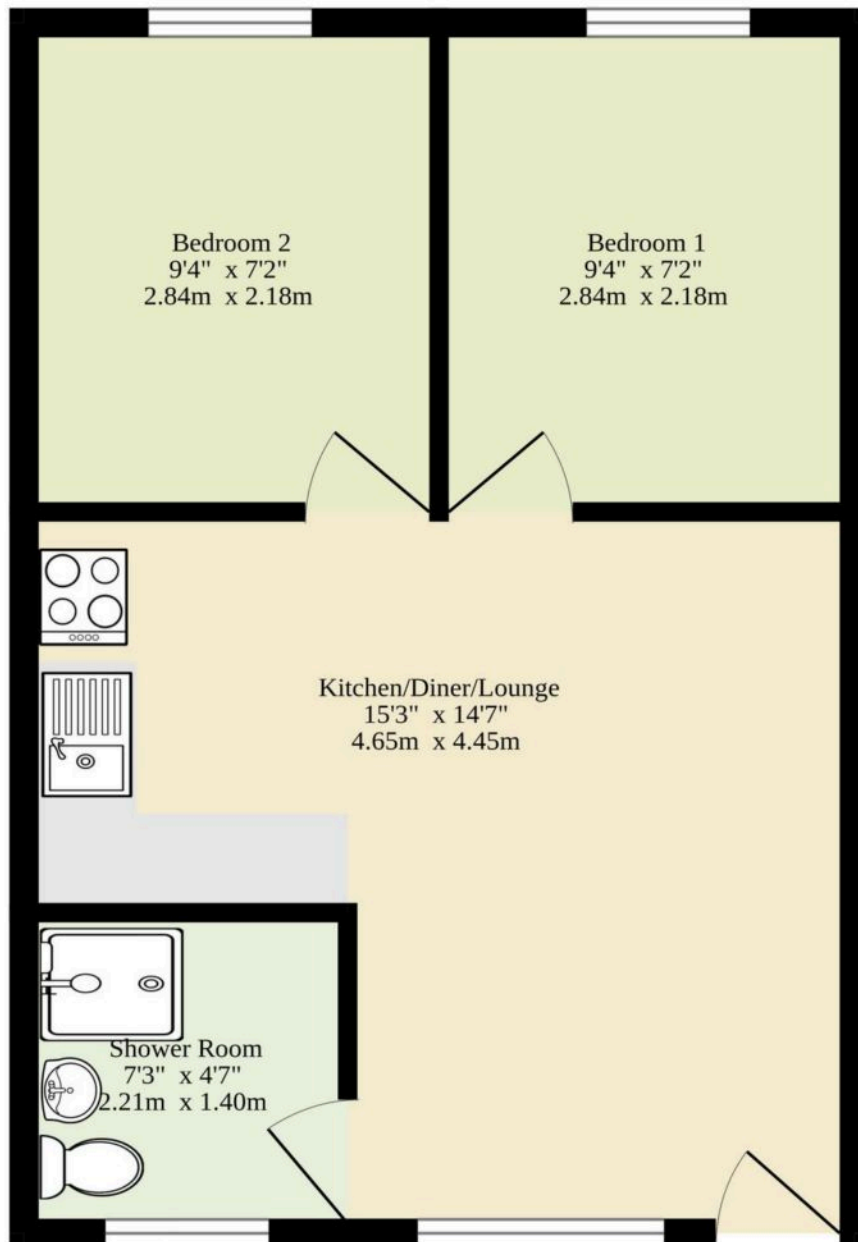 Bedroom 2
9'4" x 7'2"
2.84m x 2.18m
Bedroom 1
9'4" x 7'2"
2.84m x 2.18m
Kitchen/Diner/Lounge
15'3" x 14'7"
4.65m x 4.45m
Shower Room
7'3" x 4'7"
2.21m x 1.40m